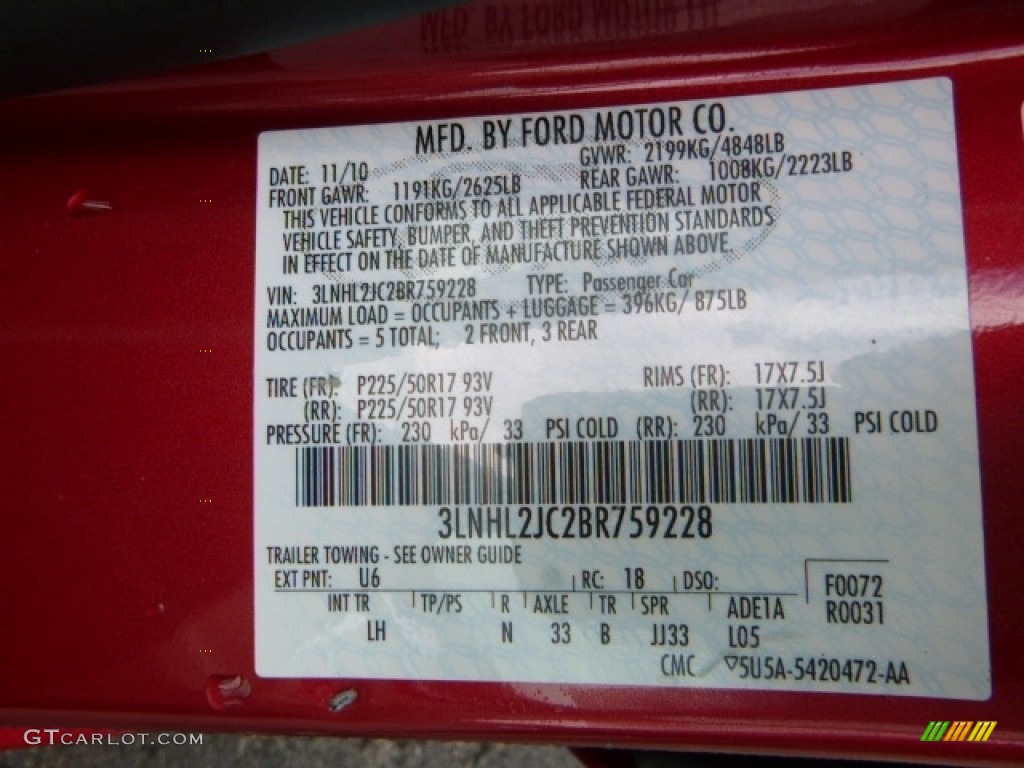 MFD. BY FORD MOTOR CO.
DATE: 11/10 GVWR: 2199KG/4848LB
FRONT GAWR: 1191KG/2625LB REAR GAWR: 1008KG/2223LB
THIS VEHICLE CONFORMS TO ALL APPLICABLE FEDERAL MOTOR
VEHICLE SAFETY, BUMPER, AND THEFT PREVENTION STANDARDS
IN EFFECT ON THE DATE OF MANUFACTURE SHOWN ABOVE.
VIN: 3LNHL2JC2BR759228 TYPE: Passenger Car
MAXIMUM LOAD = OCCUPANTS + LUGGAGE = 396KG/ 875LB
OCCUPANTS = 5 TOTAL; 2 FRONT, 3 REAR
TIRE (FR): P225/50R17 93V RIMS (FR): 17X7.5J
(RR): P225/50R17 93V (RR): 17X7.5J
PRESSURE (FR): 230 kPa/ 33 PSI COLD (RR): 230 kPa/ 33 PSI COLD
3LNHL2JC2BR759228
TRAILER TOWING - SEE OWNER GUIDE
EXT PNT: U6 RC: 18 DSO: F0072
INT TR TP/PS R AXLE TR SPR ADE1A R0031
LH N 33 B JJ33 L05
CMC ▽5U5A-5420472-AA
GTCARLOT.COM